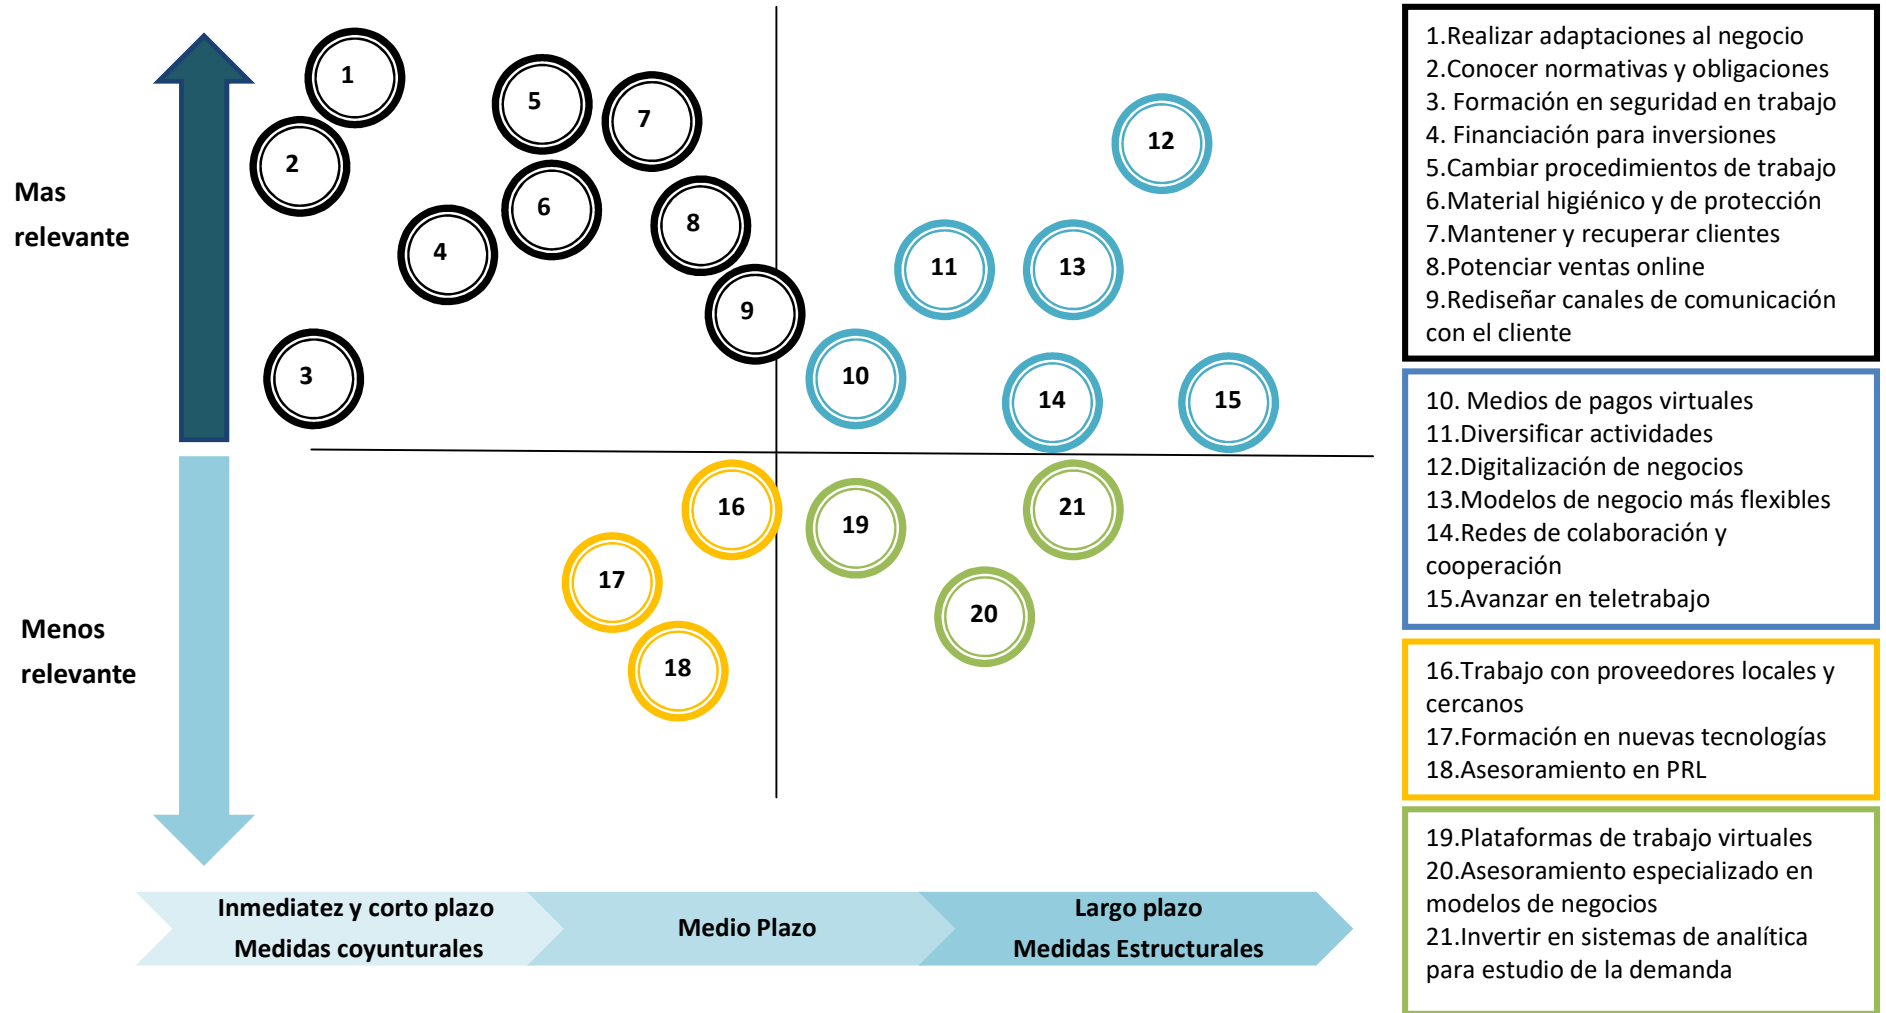 Mas
relevante
Menos
relevante
1
2
3
4
5
6
7
8
9
10
11
12
13
14
15
16
17
18
19
20
21
Inmediatez y corto plazo
Medidas coyunturales
Medio Plazo
Largo plazo
Medidas Estructurales
1.Realizar adaptaciones al negocio
2.Conocer normativas y obligaciones
3. Formación en seguridad en trabajo
4. Financiación para inversiones
5.Cambiar procedimientos de trabajo
6.Material higiénico y de protección
7.Mantener y recuperar clientes
8.Potenciar ventas online
9.Rediseñar canales de comunicación
con el cliente
10. Medios de pagos virtuales
11.Diversificar actividades
12.Digitalización de negocios
13.Modelos de negocio más flexibles
14.Redes de colaboración y
cooperación
15.Avanzar en teletrabajo
16.Trabajo con proveedores locales y
cercanos
17.Formación en nuevas tecnologías
18.Asesoramiento en PRL
19.Plataformas de trabajo virtuales
20.Asesoramiento especializado en
modelos de negocios
21.Invertir en sistemas de analítica
para estudio de la demanda